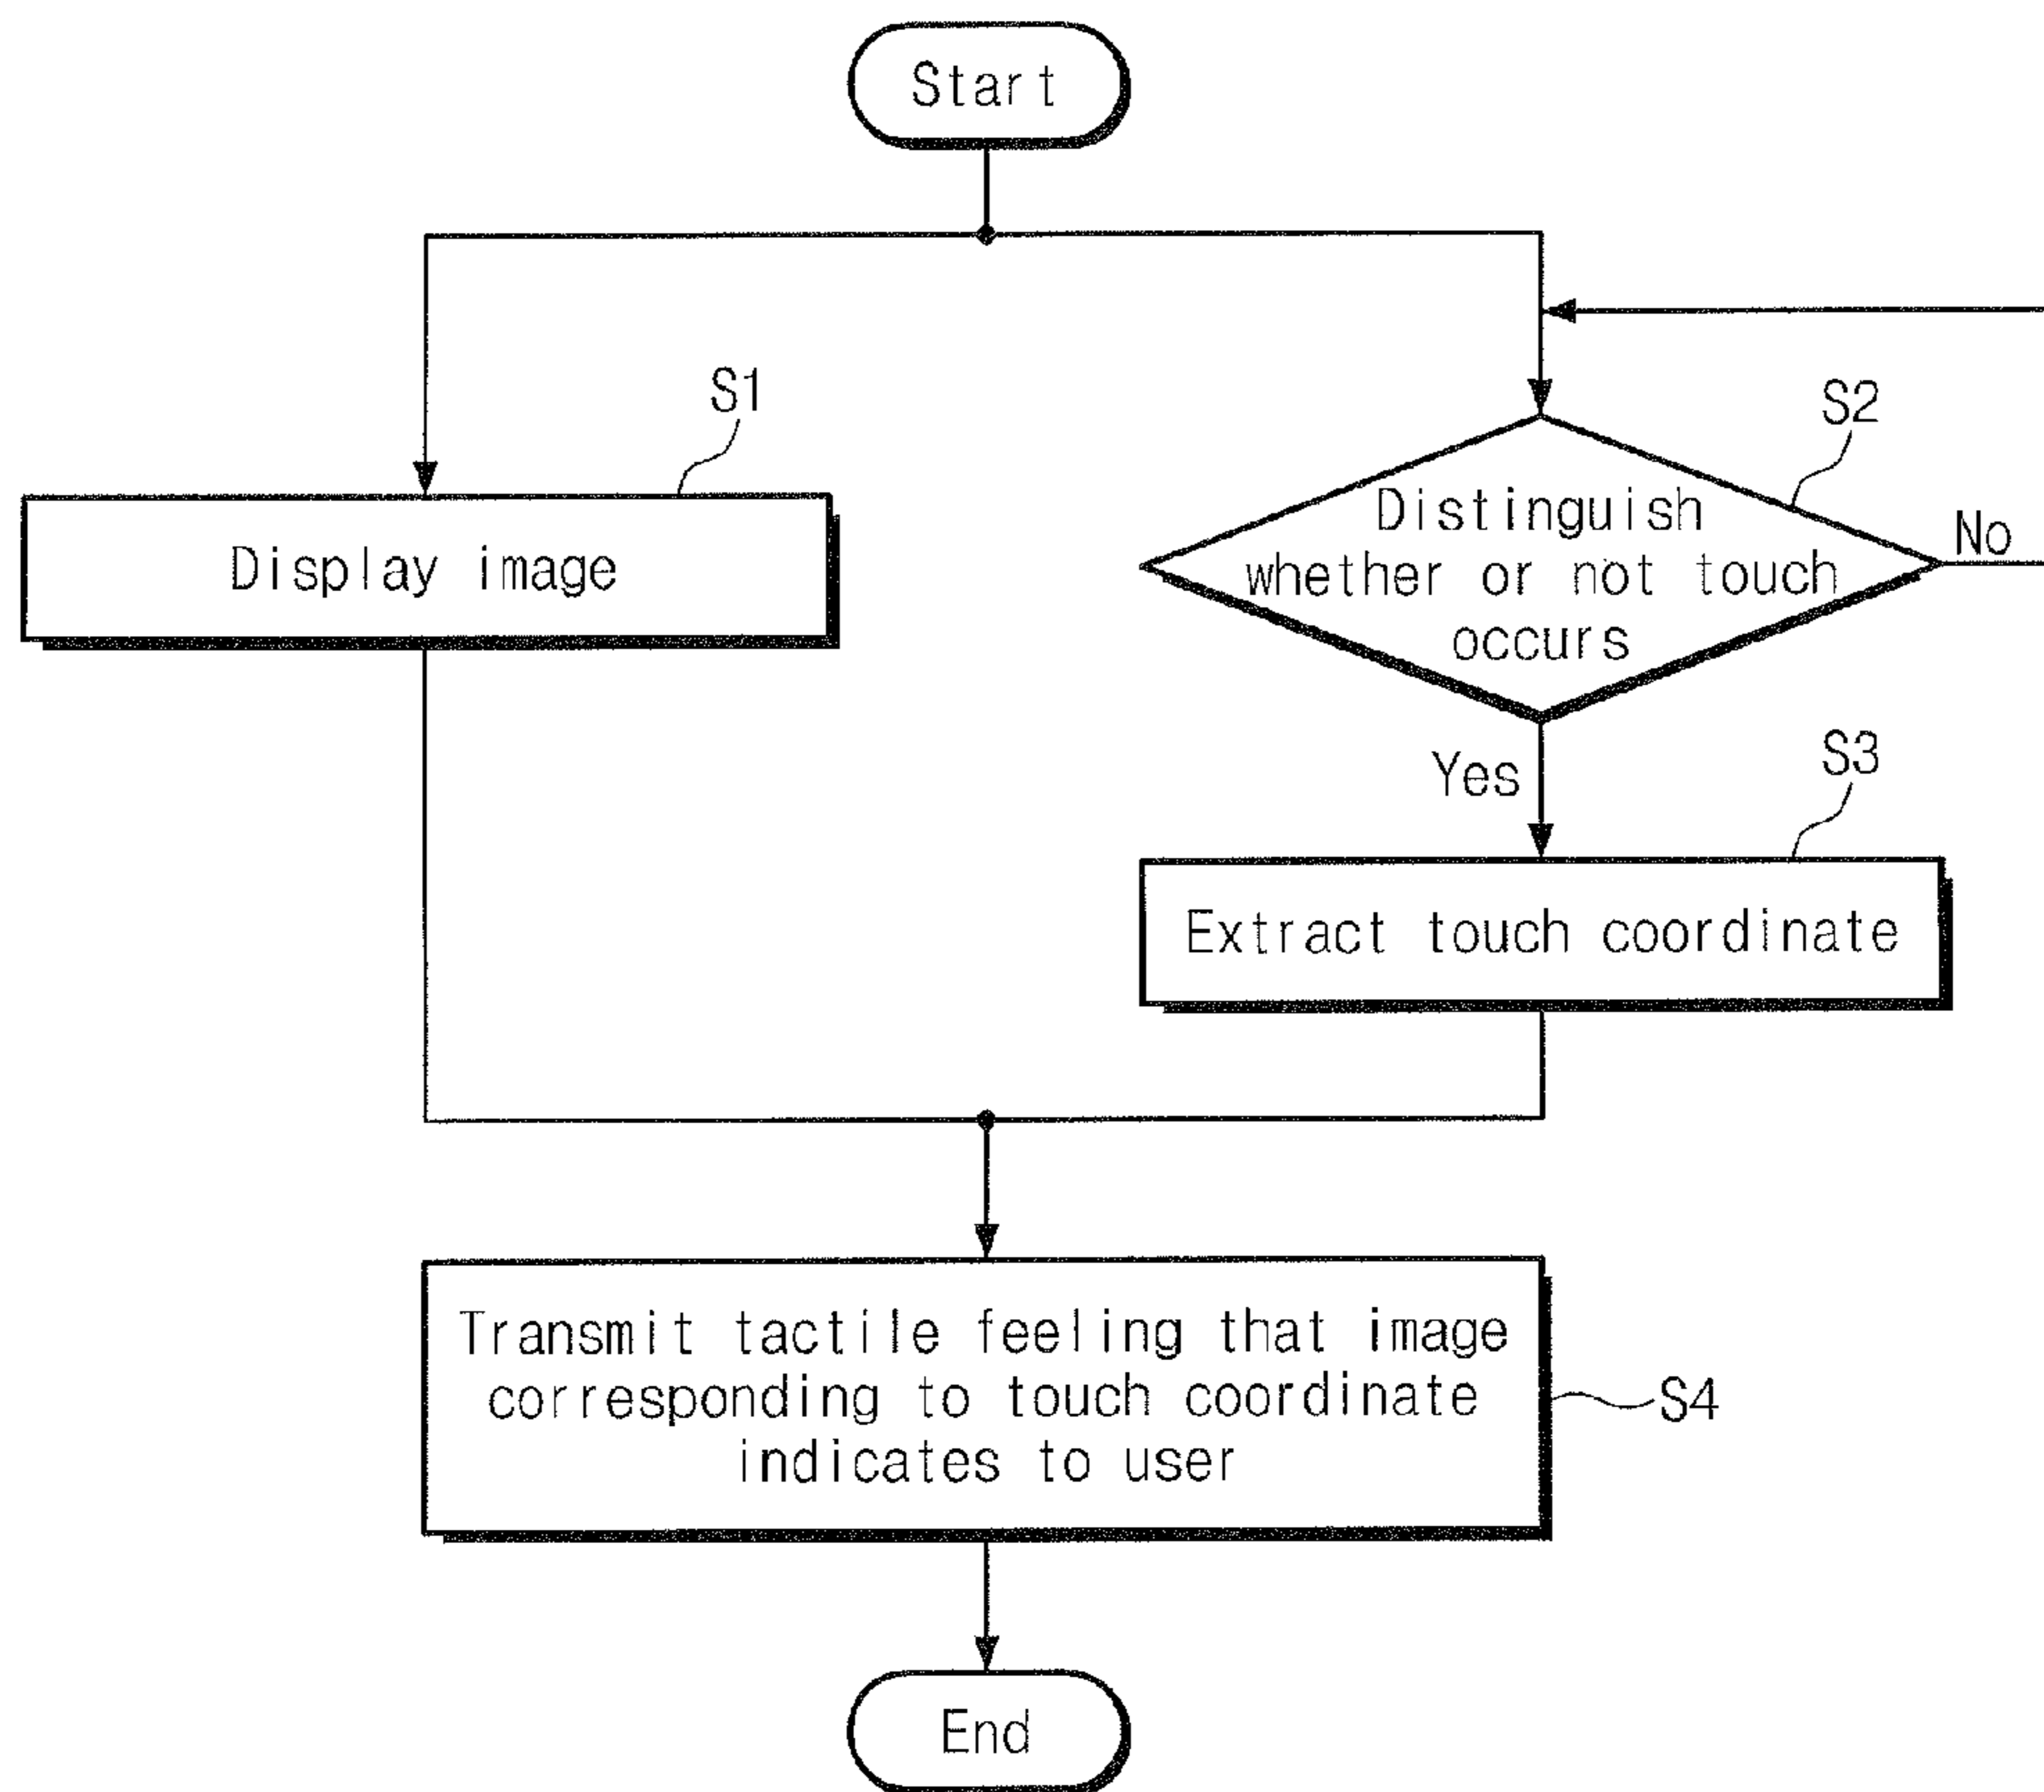 Start
S1
Display image
S2
Distinguish
whether or not touch
occurs
No
Yes
S3
Extract touch coordinate
Transmit tactile feeling that image
corresponding to touch coordinate
indicates to user
S4
End